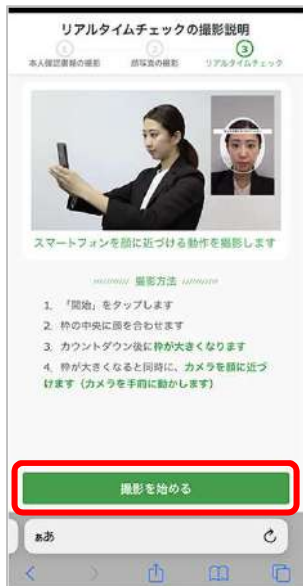 リアルタイムチェックの撮影説明
1
2
3
本人確認書類の撮影
顔写真の撮影
リアルタイムチェック
スマートフォンを顔に近づける動作を撮影します
撮影方法
1. 「開始」をタップします
2. 枠の中央に顔を合わせます
3. カウントダウン後に枠が大きくなります
4. 枠が大きくなると同時に、カメラを顔に近づ
けます（カメラを手前に動かします）
撮影を始める
ぁあ